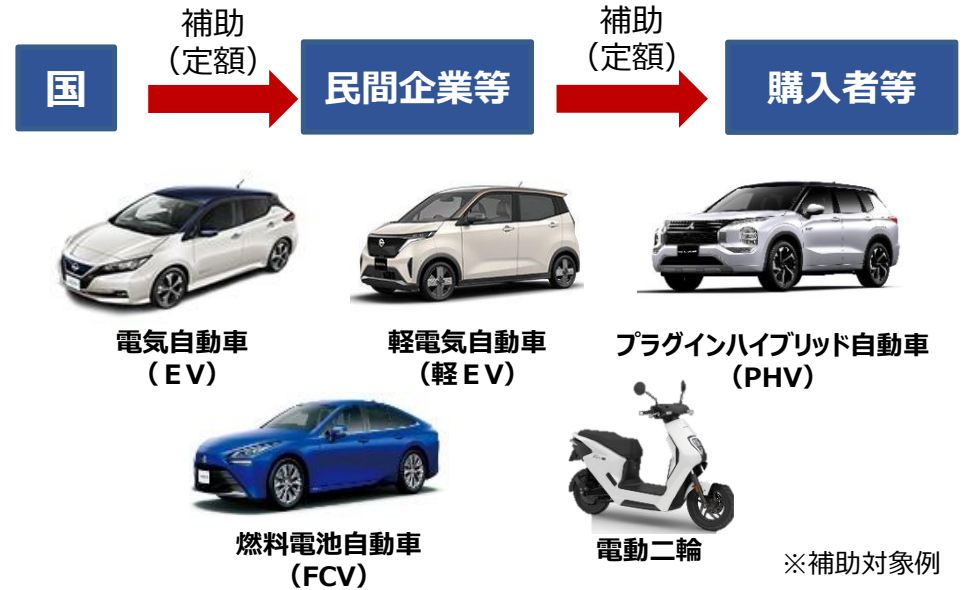 補助
（定額）
補助
（定額）
国
民間企業等
購入者等
電気自動車
（ＥＶ）
軽電気自動車
（軽ＥＶ）
プラグインハイブリッド自動車
（PHV）
燃料電池自動車
（FCV）
電動二輪
※補助対象例